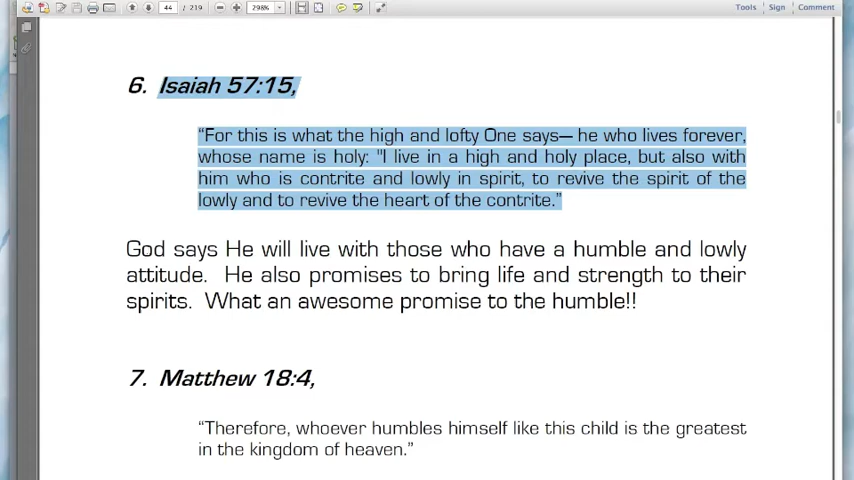 44 / 219
298%
Tools Sign Comment
6. Isaiah 57:15,
“For this is what the high and lofty One says— he who lives forever,
whose name is holy: "I live in a high and holy place, but also with
him who is contrite and lowly in spirit, to revive the spirit of the
lowly and to revive the heart of the contrite.”
God says He will live with those who have a humble and lowly
attitude. He also promises to bring life and strength to their
spirits. What an awesome promise to the humble!!
7. Matthew 18:4,
“Therefore, whoever humbles himself like this child is the greatest
in the kingdom of heaven.”